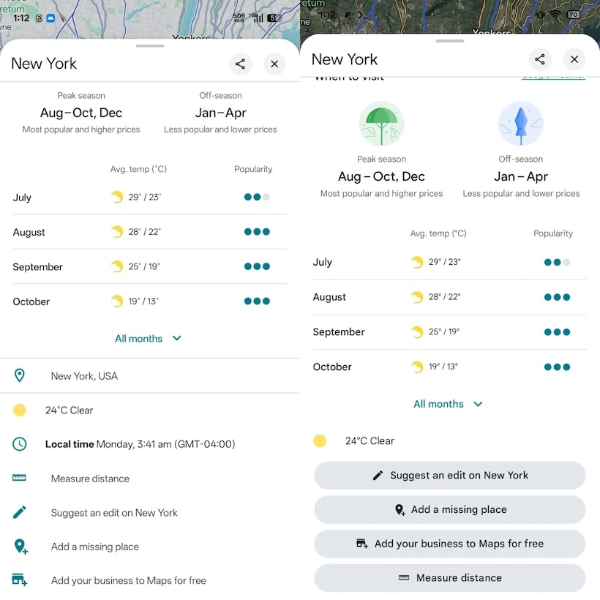 1:12
New York
Peak season
Off-season
Aug–Oct, Dec
Jan–Apr
Most popular and higher prices
Less popular and lower prices
Avg. temp (°C)
Popularity
July
29° / 23°
August
28° / 22°
September
25° / 19°
October
19° / 13°
All months
New York, USA
24°C Clear
Local time Monday, 3:41 am (GMT-04:00)
Measure distance
Suggest an edit on New York
Add a missing place
Add your business to Maps for free
New York
When to visit
Peak season
Off-season
Aug – Oct, Dec
Jan – Apr
Most popular and higher prices
Less popular and lower prices
Avg. temp (°C)
Popularity
July
29° / 23°
August
28° / 22°
September
25° / 19°
October
19° / 13°
All months
24°C Clear
Suggest an edit on New York
Add a missing place
Add your business to Maps for free
Measure distance